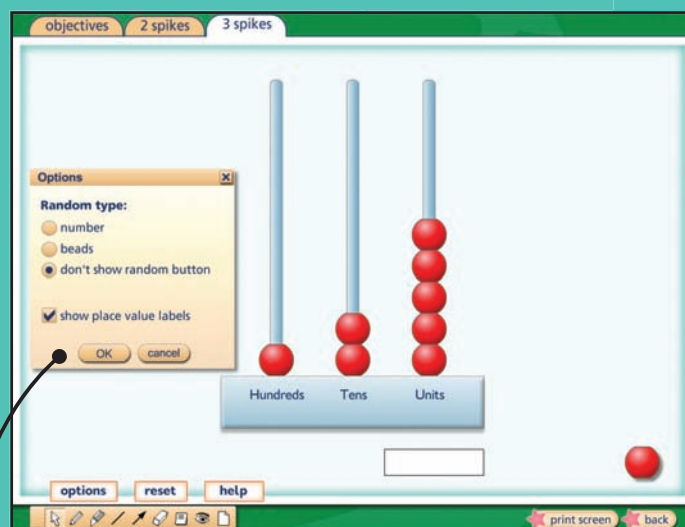 objectives
2 spikes
3 spikes
Options
Random type:
number
beads
don't show random button
show place value labels
OK
cancel
Hundreds
Tens
Units
options
reset
help
print screen
back